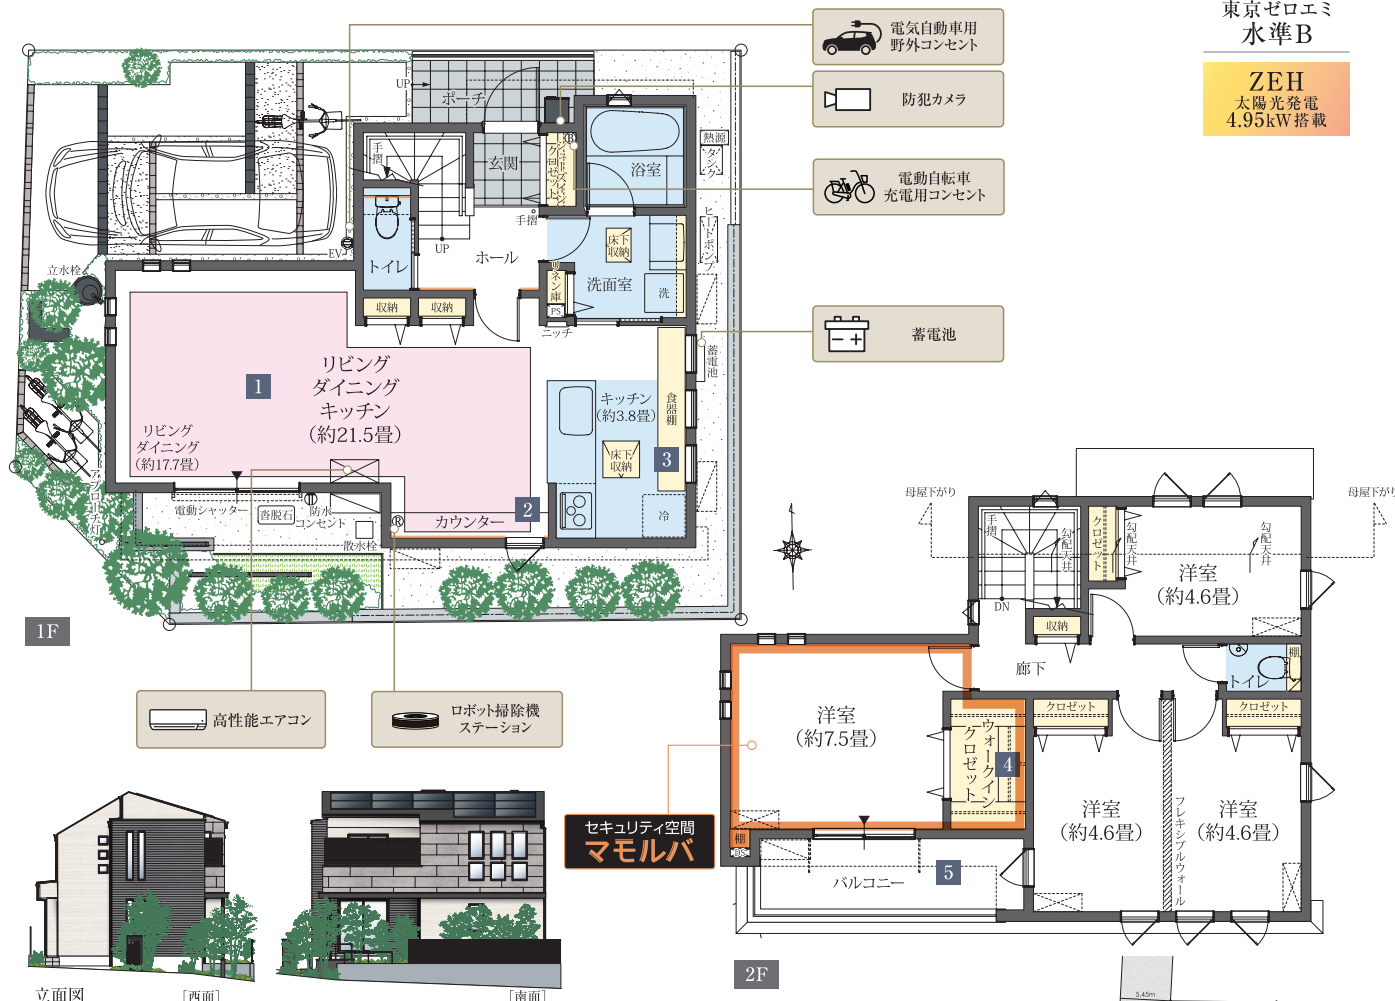 東京ゼロエミ
水準B
ZEH
太陽光発電
4.95kW搭載
電気自動車用
野外コンセント
防犯カメラ
電動自転車
充電用コンセント
蓄電池
UP
ポーチ
手摺
玄関
シューズイン
クロゼット
R
浴室
熱源
タンク
ヒートポンプ
手摺
UP
ホール
トイレ
EV
床下
収納
洗面室
洗
リネン庫
PS
ニッチ
収納
収納
立水栓
蓄電池
1
リビング
ダイニング
キッチン
(約21.5畳)
リビング
ダイニング
(約17.7畳)
キッチン
(約3.8畳)
食器棚
床下
収納
3
2
冷
カウンター
R
電動シャッター
沓脱石
防水
コンセント
散水栓
アプローチ灯
1F
高性能エアコン
ロボット掃除機
ステーション
母屋下がり
母屋下がり
手摺
勾配天井
クロゼット
勾配天井
勾配天井
洋室
(約4.6畳)
DN
収納
廊下
トイレ
棚
洋室
(約7.5畳)
ウォークイン
クロゼット
4
クロゼット
クロゼット
洋室
(約4.6畳)
フレキシブルウォール
洋室
(約4.6畳)
セキュリティ空間
マモルバ
棚
DS
バルコニー
5
2F
立面図
[西面]
[南面]
5.45m